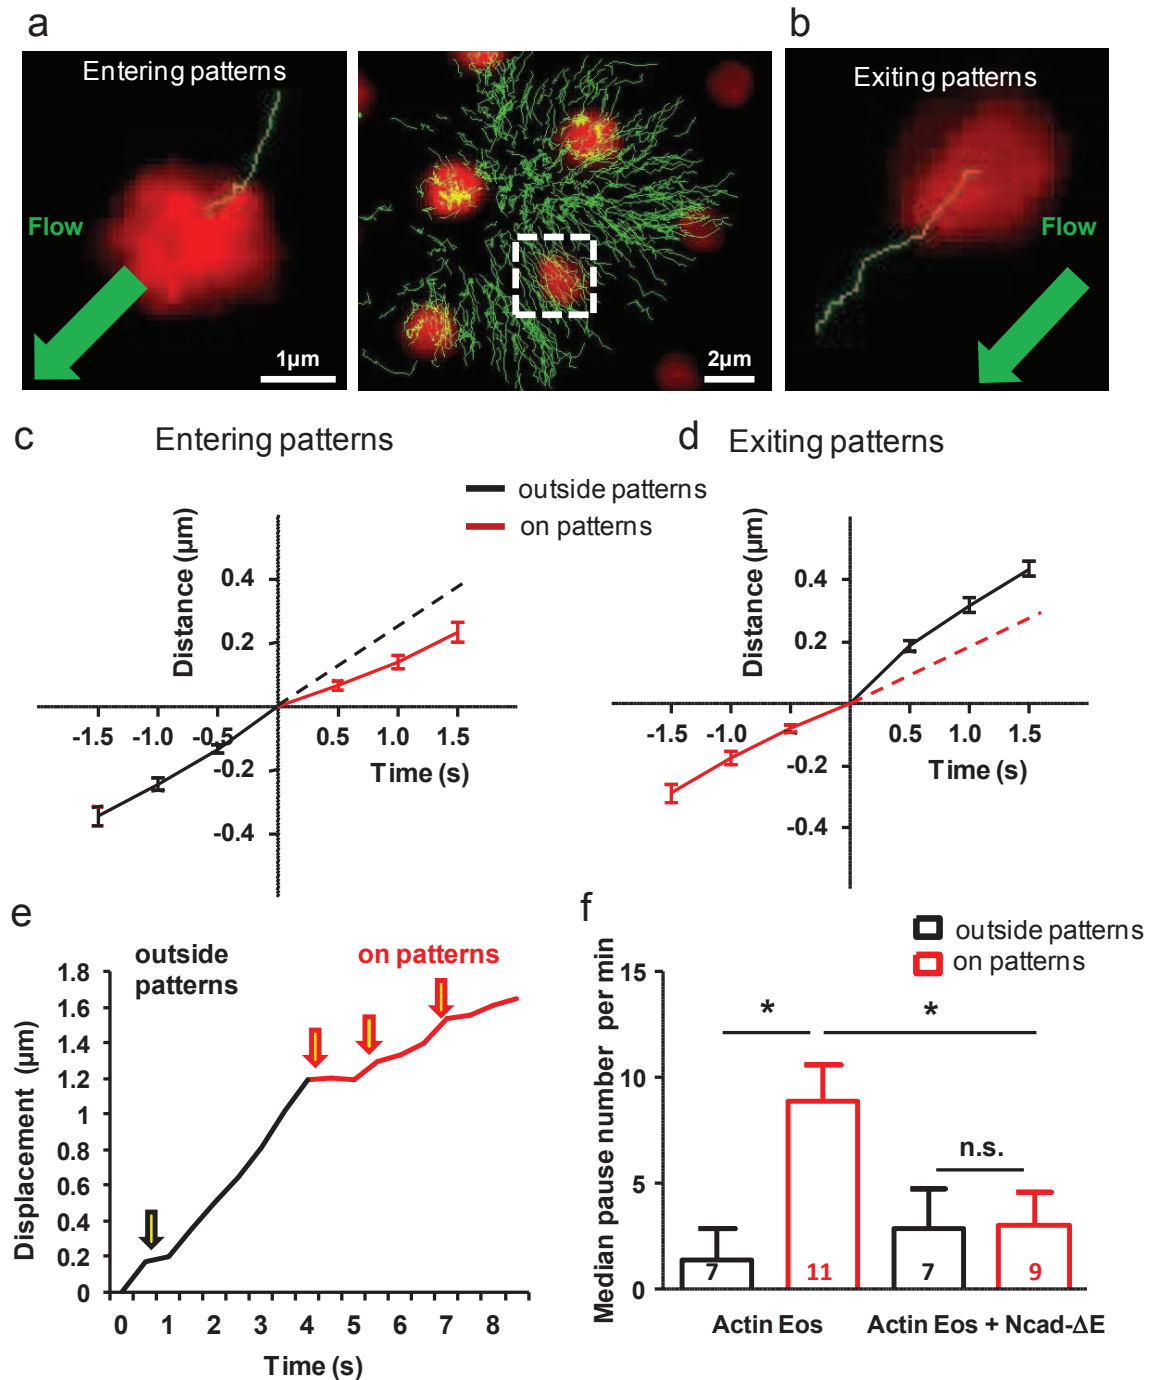 a
b
Entering patterns
Exiting patterns
Flow
Flow
1µm
2µm
c
Entering patterns
d
Exiting patterns
outside patterns
on patterns
Distance (µm)
0.4
0.2
-1.5
-1.0
-0.5
0.5
1.0
1.5
-0.2
Time (s)
-0.4
Distance (µm)
0.4
0.2
-1.5
-1.0
-0.5
0.5
1.0
1.5
-0.2
Time (s)
-0.4
e
outside
patterns
on patterns
Displacement (µm)
1.8
1.6
1.4
1.2
1
0.8
0.6
0.4
0.2
0
0 1 2 3 4 5 6 7 8
Time (s)
f
outside patterns
on patterns
Median pause number per min
15
10
5
0
*
*
n.s.
7
11
7
9
Actin Eos
Actin Eos + Ncad-ΔE